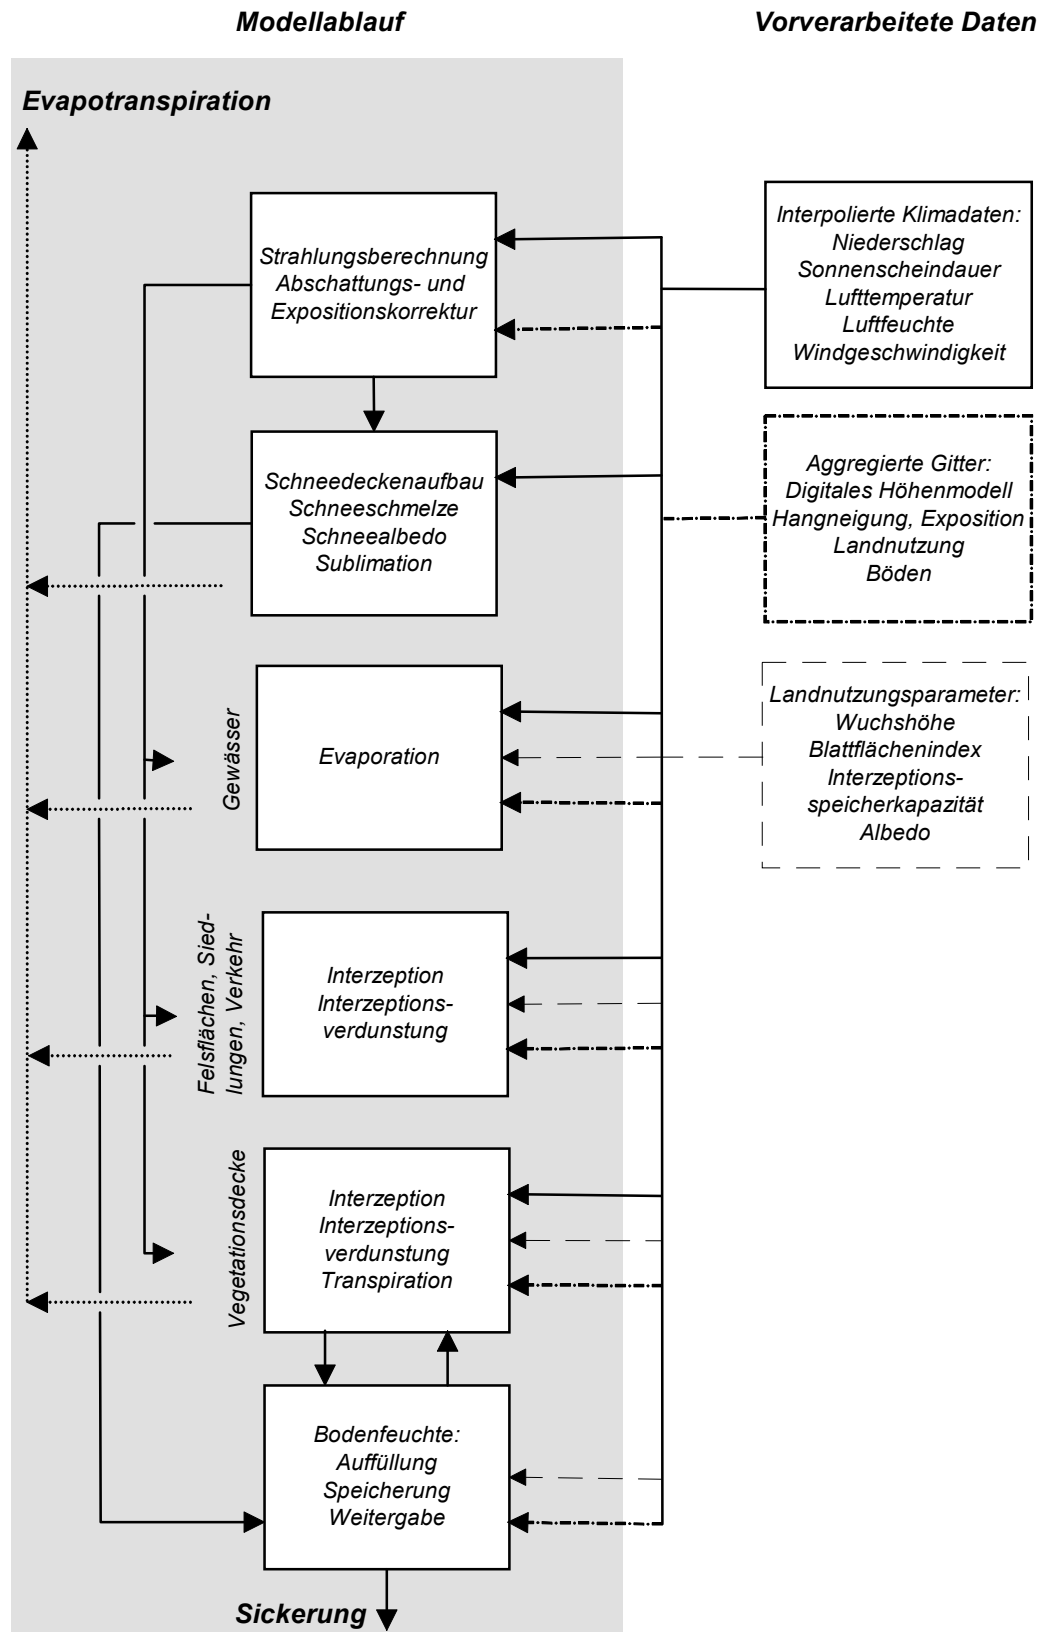 Modellablauf
Vorverarbeitete Daten
Evapotranspiration
Strahlungsberechnung
Abschattungs- und
Expositionskorrektur
Interpolierte Klimadaten:
Niederschlag
Sonnenscheindauer
Lufttemperatur
Luftfeuchte
Windgeschwindigkeit
Schneedeckenaufbau
Schneeschmelze
Schneealbedo
Sublimation
Aggregierte Gitter:
Digitales Höhenmodell
Hangneigung, Exposition
Landnutzung
Böden
Gewässer
Evaporation
Landnutzungsparameter:
Wuchshöhe
Blattflächenindex
Interzeptions-
speicherkapazität
Albedo
Felsflächen, Sied-
lungen, Verkehr
Interzeption
Interzeptions-
verdunstung
Vegetationsdecke
Interzeption
Interzeptions-
verdunstung
Transpiration
Bodenfeuchte:
Auffüllung
Speicherung
Weitergabe
Sickerung